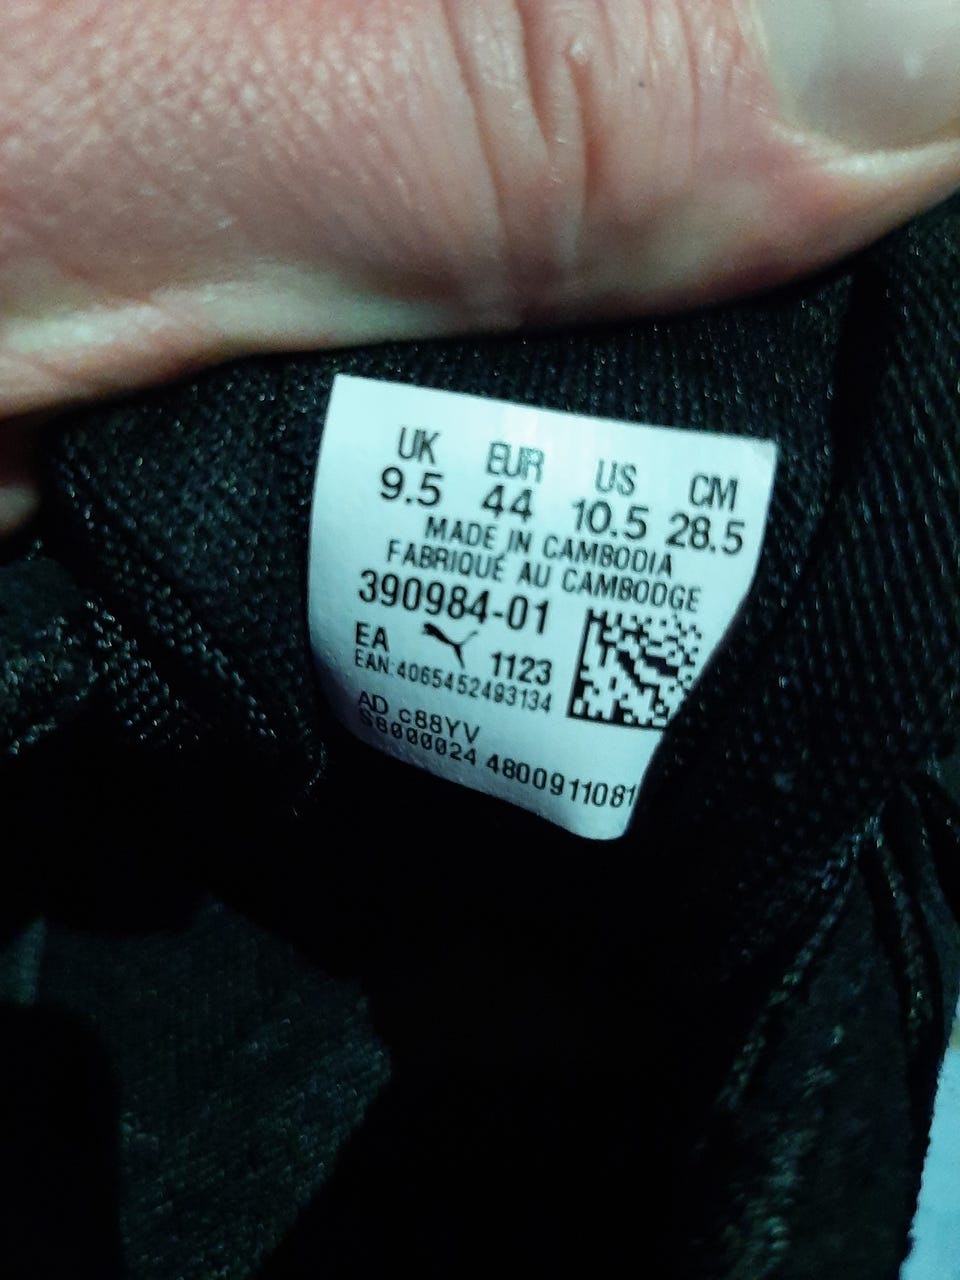 UK EUR US CM
9.5 44 10.5 28.5
MADE IN CAMBODIA
FABRIQUÉ AU CAMBODGE
390984-01
EA 1123
EAN:4065452493134
AD c88YV
S8000024 4800911081